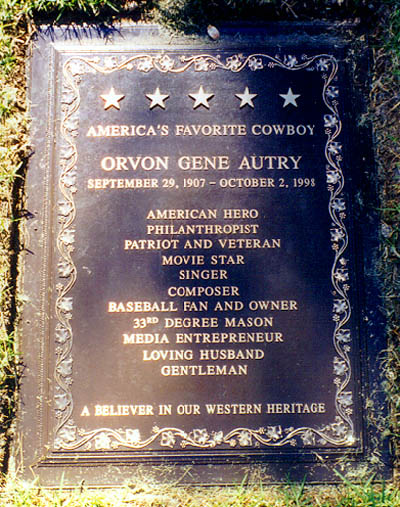 AMERICA'S FAVORITE COWBOY
ORVON GENE AUTRY
SEPTEMBER 29, 1907 - OCTOBER 2, 1998
AMERICAN HERO
PHILANTHROPIST
PATRIOT AND VETERAN
MOVIE STAR
SINGER
COMPOSER
BASEBALL FAN AND OWNER
33RD DEGREE MASON
MEDIA ENTREPRENEUR
LOVING HUSBAND
GENTLEMAN
A BELIEVER IN OUR WESTERN HERITAGE